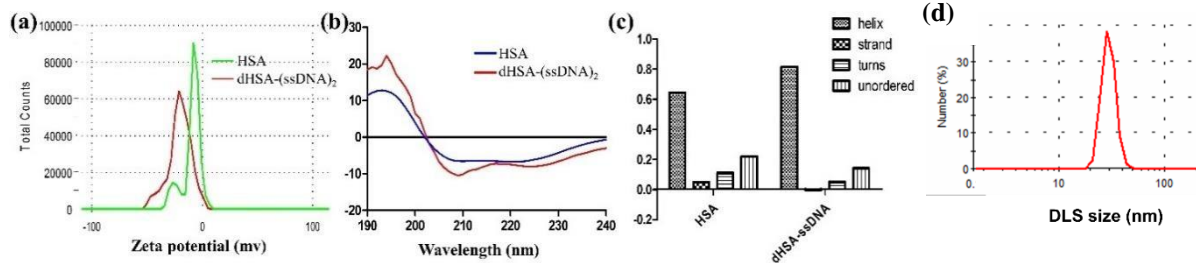 (a)
100000
80000
60000
40000
20000
0
Total Counts
-100
0
100
Zeta potential (mv)
HSA
dHSA-(ssDNA)2
(b)
30
20
10
0
-10
-20
190
200
210
220
230
240
Wavelength (nm)
HSA
dHSA-(ssDNA)2
(c)
1.0
0.8
0.6
0.4
0.2
0.0
-0.2
HSA
dHSA-ssDNA
helix
strand
turns
unordered
(d)
Number (%)
30
20
10
0
0.
10
100
DLS size (nm)